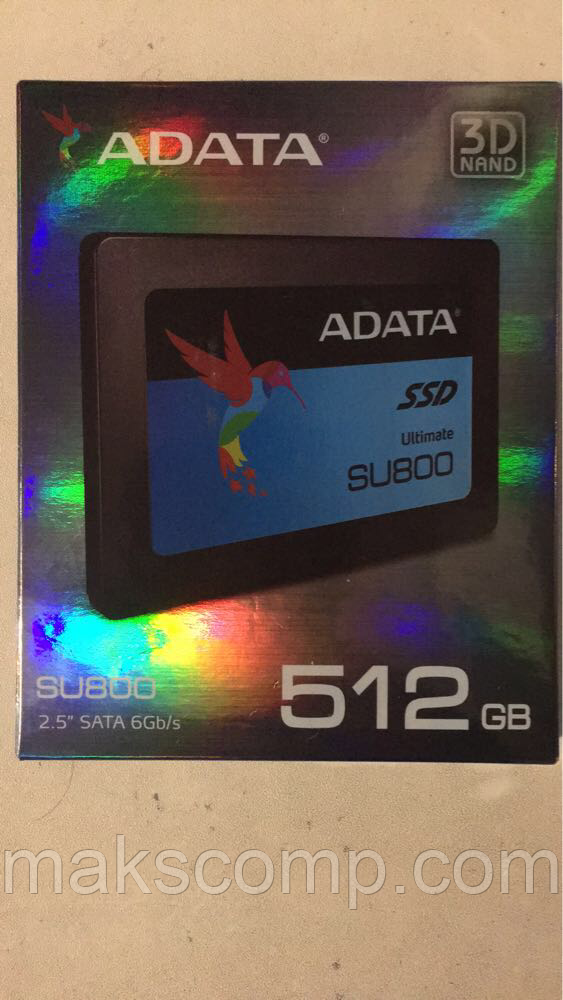 ADATA®
3D
NAND
ADATA®
SSD
Ultimate
SU800
SU800
2.5" SATA 6Gb/s
512 GB
makscomp.com